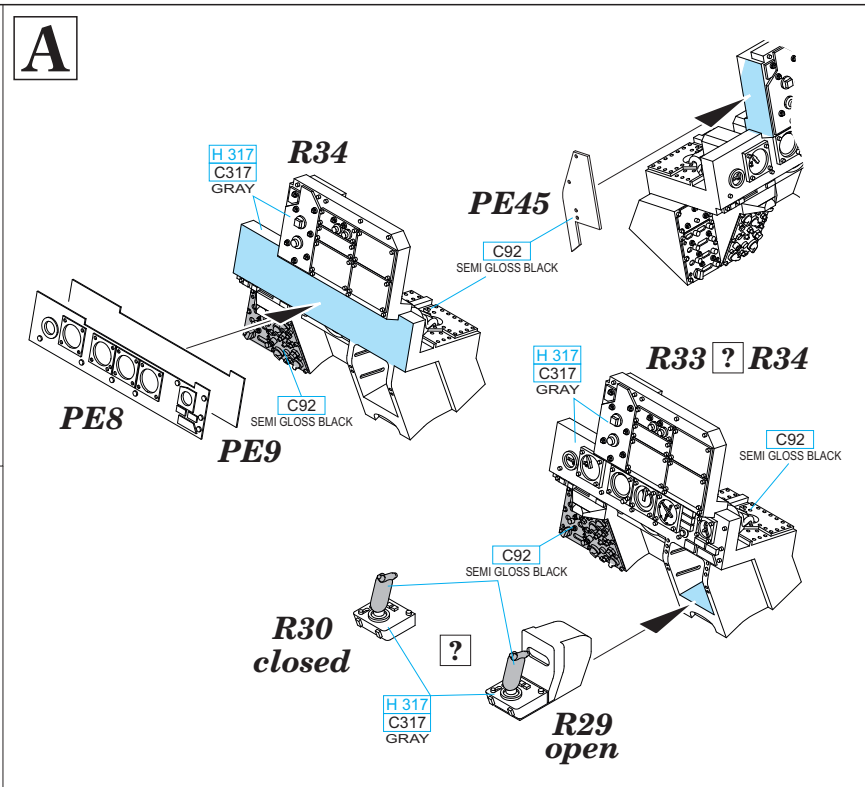 A
H 317
C317
GRAY
R34
PE45
C92
SEMI GLOSS BLACK
PE8
PE9
C92
SEMI GLOSS BLACK
H 317
C317
GRAY
R33 ? R34
C92
SEMI GLOSS BLACK
C92
SEMI GLOSS BLACK
R30
closed
?
H 317
C317
GRAY
R29
open